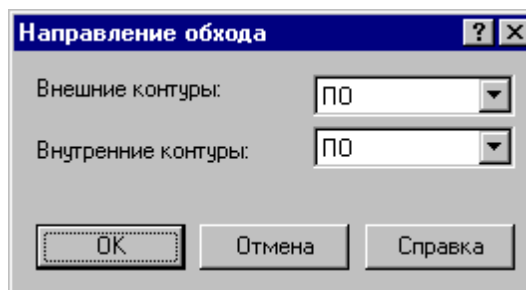 Направление обхода
Внешние контуры: ПО
Внутренние контуры: ПО
OK Отмена Справка